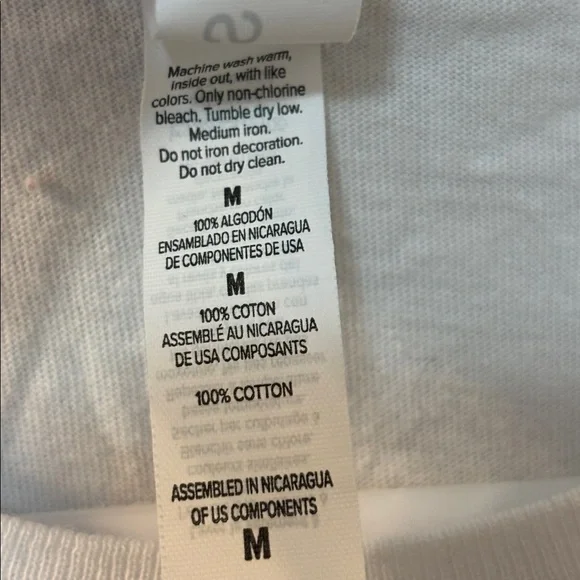 Machine wash warm,
inside out, with like
colors. Only non-chlorine
bleach. Tumble dry low.
Medium iron.
Do not iron decoration.
Do not dry clean.
M
100% ALGODÓN
ENSAMBLADO EN NICARAGUA
DE COMPONENTES DE USA
M
100% COTON
ASSEMBLÉ AU NICARAGUA
DE USA COMPOSANTS
100% COTTON
ASSEMBLED IN NICARAGUA
OF US COMPONENTS
M